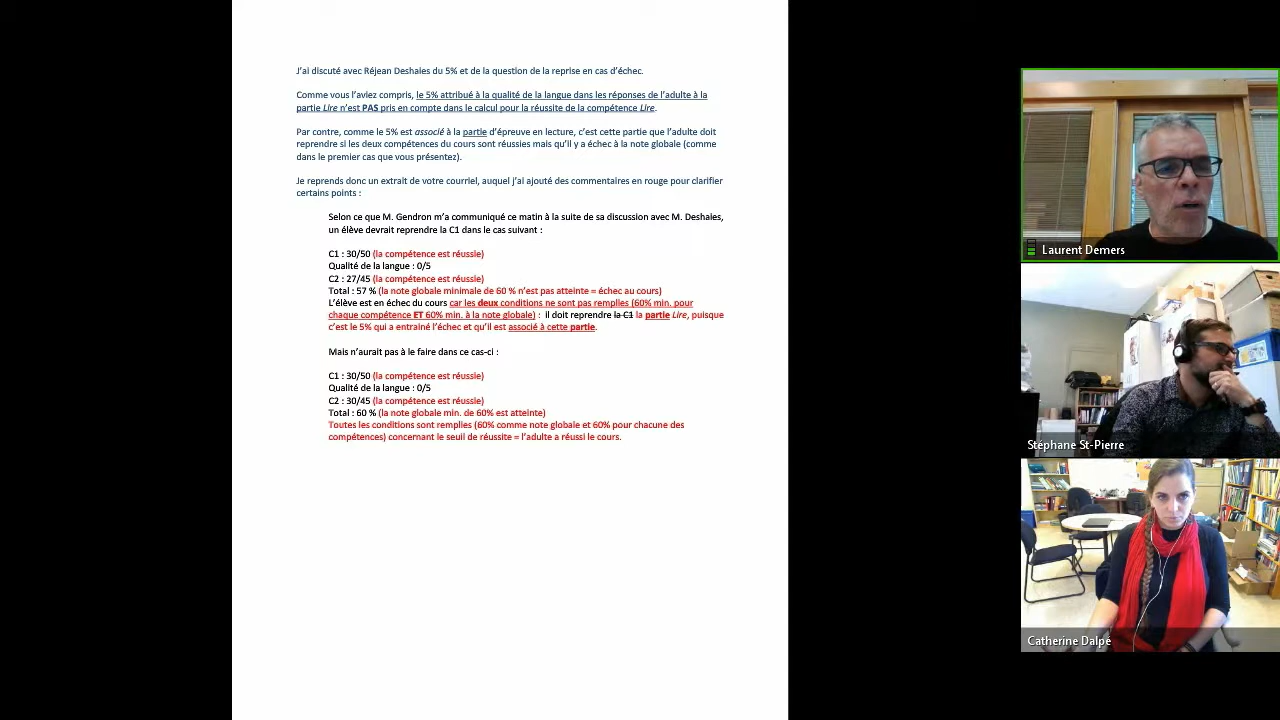 J'ai discuté avec Réjean Deshaies du 5% et de la question de la reprise en cas d'échec.
Comme vous l'aviez compris, le 5% attribué à la qualité de la langue dans les réponses de l'adulte à la
partie Lire n'est PAS pris en compte dans le calcul pour la réussite de la compétence Lire.
Par contre, comme le 5% est associé à la partie d'épreuve en lecture, c'est cette partie que l'adulte doit
reprendre si les deux compétences du cours sont réussies mais qu'il y a échec à la note globale (comme
dans le premier cas que vous présentez).
Je reprends donc un extrait de votre courriel, auquel j'ai ajouté des commentaires en rouge pour clarifier
certains points :
Selon ce que M. Gendron m'a communiqué ce matin à la suite de sa discussion avec M. Deshaies,
un élève devrait reprendre la C1 dans le cas suivant :
C1 : 30/50 (la compétence est réussie)
Qualité de la langue : 0/5
C2 : 27/45 (la compétence est réussie)
Total : 57 % (la note globale minimale de 60 % n'est pas atteinte = échec au cours)
L'élève est en échec du cours car les deux conditions ne sont pas remplies (60% min. pour
chaque compétence ET 60% min. à la note globale) : il doit reprendre la C1 la partie Lire, puisque
c'est le 5% qui a entrainé l'échec et qu'il est associé à cette partie.
Mais n'aurait pas à le faire dans ce cas-ci :
C1 : 30/50 (la compétence est réussie)
Qualité de la langue : 0/5
C2 : 30/45 (la compétence est réussie)
Total : 60 % (la note globale min. de 60% est atteinte)
Toutes les conditions sont remplies (60% comme note globale et 60% pour chacune des
compétences) concernant le seuil de réussite = l'adulte a réussi le cours.
Laurent Demers
Stéphane St-Pierre
Catherine Dalpé